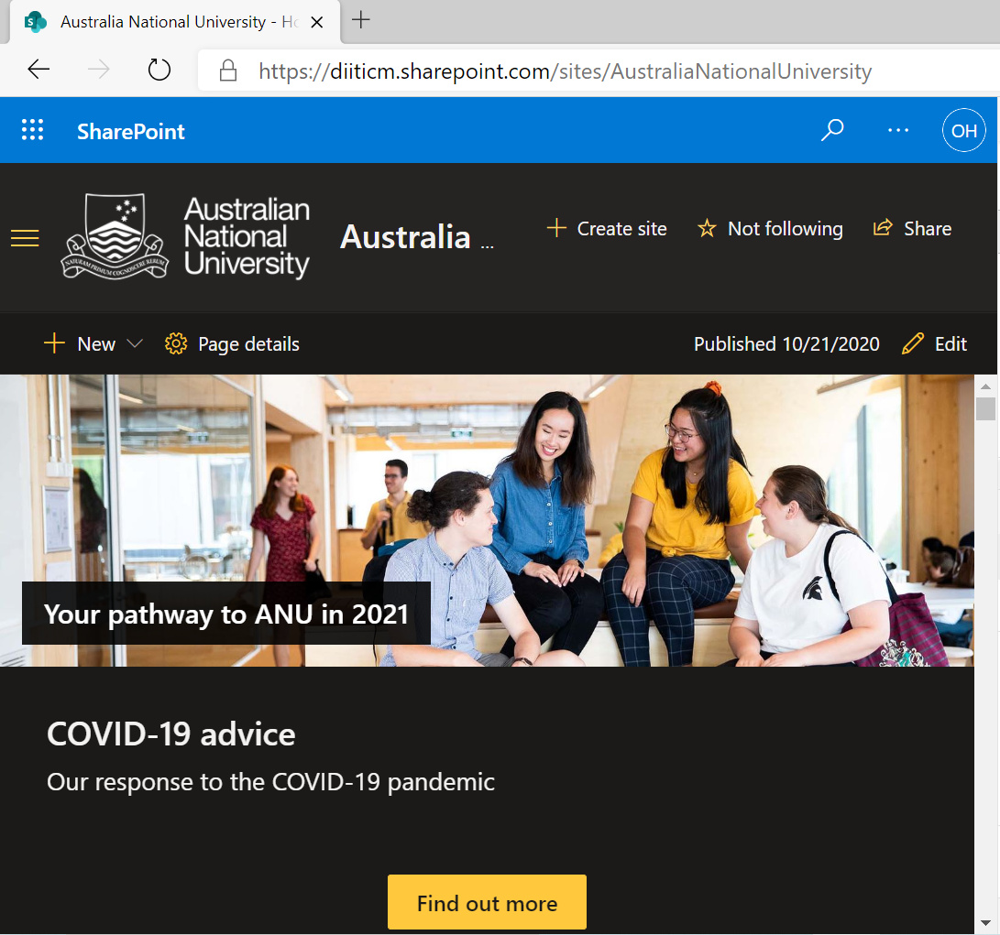 Australia National University - Ho
https://diiticm.sharepoint.com/sites/AustraliaNationalUniversity
SharePoint
... OH
Australian
National
University
NATURAM PRIMUM COGNOSCERE RERUM
Australia ...
Create site Not following Share
New Page details Published 10/21/2020 Edit
Your pathway to ANU in 2021
COVID-19 advice
Our response to the COVID-19 pandemic
Find out more